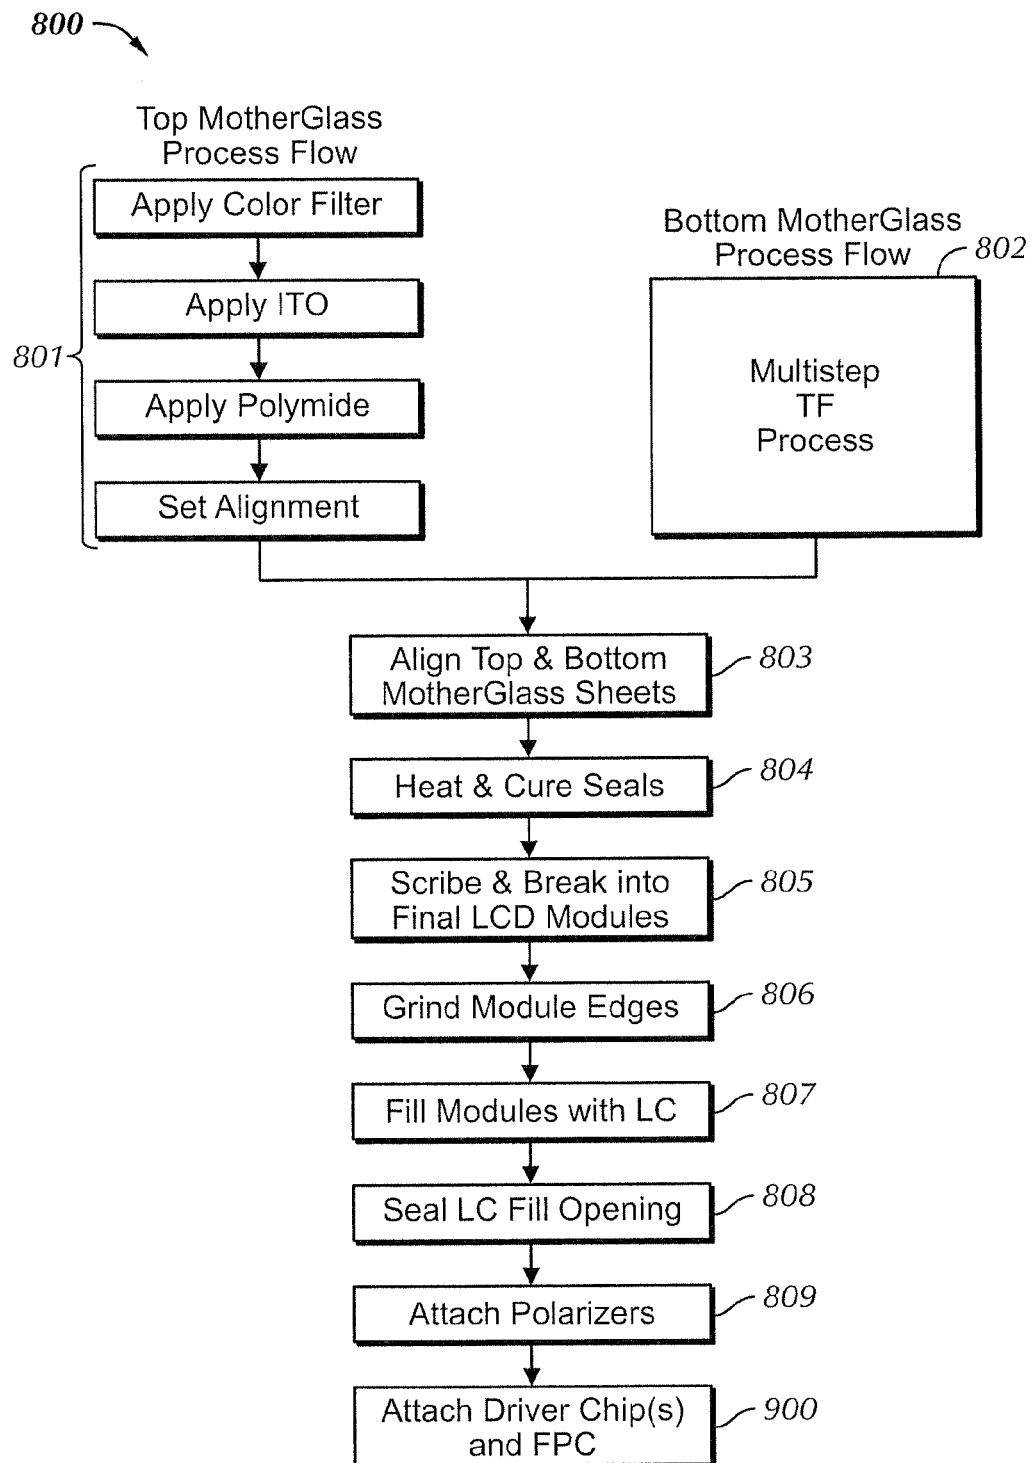 800
Top MotherGlass
Process Flow
Apply Color Filter
Apply ITO
801
Apply Polymide
Set Alignment
Bottom MotherGlass
Process Flow
802
Multistep
TF
Process
Align Top & Bottom
MotherGlass Sheets
803
Heat & Cure Seals
804
Scribe & Break into
Final LCD Modules
805
Grind Module Edges
806
Fill Modules with LC
807
Seal LC Fill Opening
808
Attach Polarizers
809
Attach Driver Chip(s)
and FPC
900